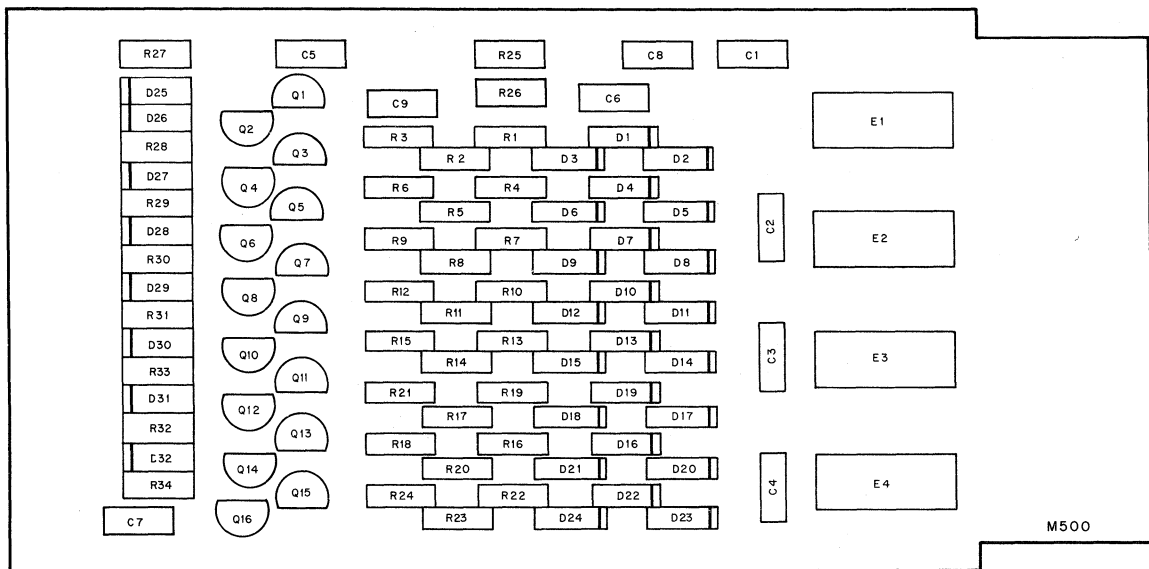 R27 C5 R25 C8 C1
D25 Q1 C9 R26 C6 E1
D26 Q2
R3 R1 D1
R28 Q3 R2 D3 D2
D27 Q4 R6 R4 D4
R29 Q5 R5 D6 D5 C2
D28 Q6 R9 R7 D7 E2
R30 Q7 R8 D9 D8
D29 Q8 R12 R10 D10
R31 Q9 R11 D12 D11
D30 Q10 R15 R13 D13 C3 E3
R33 Q11 R14 D15 D14
D31 Q12 R21 R19 D19
R32 Q13 R17 D18 D17
R18 R16 D16
D32 Q14 R20 D21 D20
R34 Q15 R24 R22 D22 C4 E4
C7 Q16 R23 D24 D23
M500